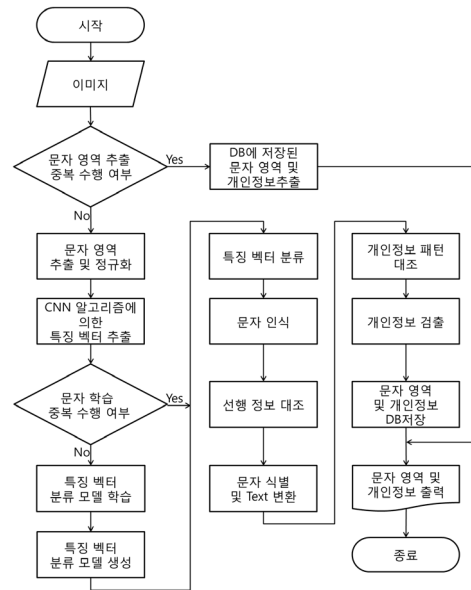 시작
이미지
문자 영역 추출
중복 수행 여부
Yes
DB에 저장된
문자 영역 및
개인정보추출
No
문자 영역
추출 및 정규화
CNN 알고리즘에
의한
특징 벡터 추출
문자 학습
중복 수행 여부
Yes
No
특징 벡터
분류 모델 학습
특징 벡터
분류 모델 생성
특징 벡터 분류
문자 인식
선행 정보 대조
문자 식별
및 Text 변환
개인정보 패턴
대조
개인정보 검출
문자 영역
및 개인정보
DB저장
문자 영역 및
개인정보 출력
종료